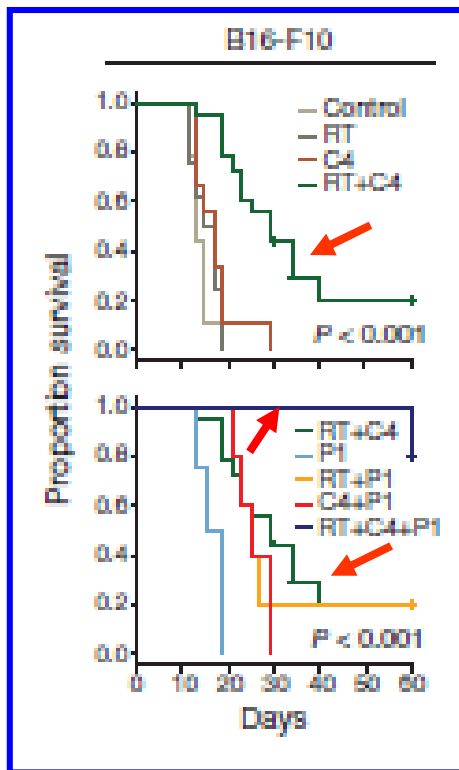 B16-F10
Proportion survival
1.0
0.8
0.6
0.4
0.2
0.0
Control
RT
C4
RT+C4
P < 0.001
1.0
0.8
0.6
0.4
0.2
0.0
RT+C4
P1
RT+P1
C4+P1
RT+C4+P1
P < 0.001
0 10 20 30 40 60
Days